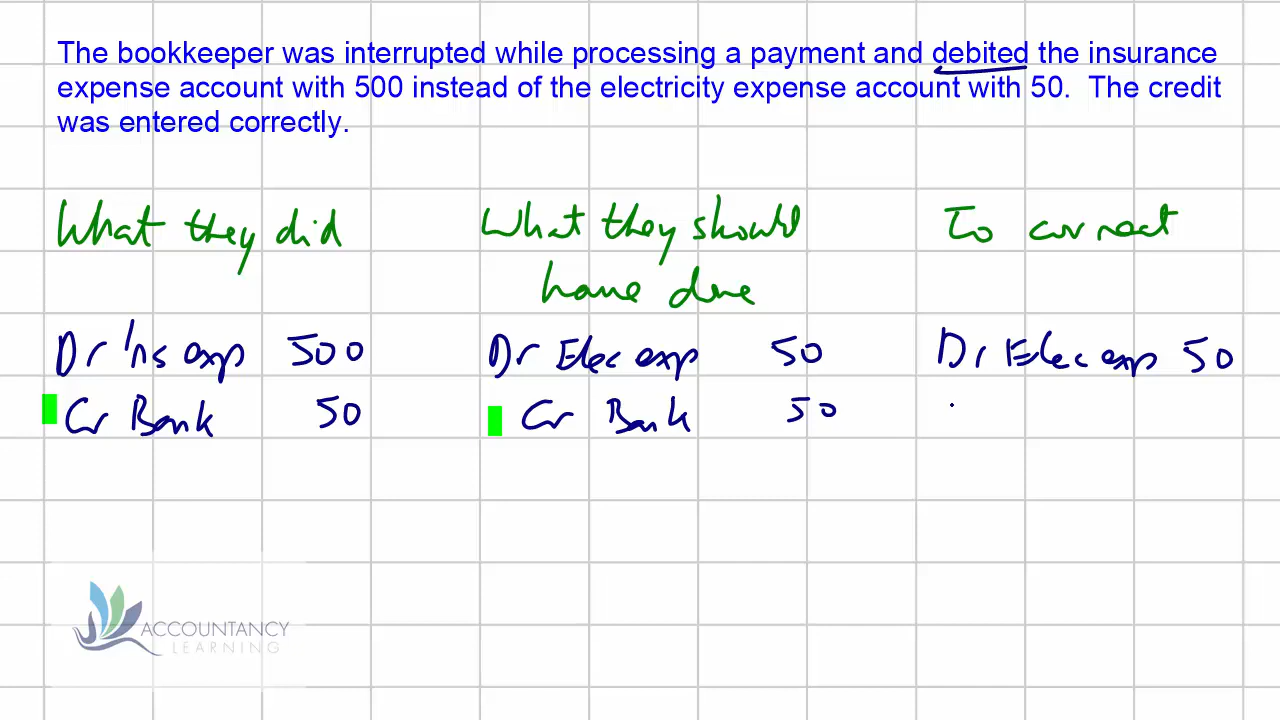 The bookkeeper was interrupted while processing a payment and debited the insurance
expense account with 500 instead of the electricity expense account with 50. The credit
was entered correctly.
What they did
What they should
have done
To correct
Dr Ins exp 500
Cr Bank 50
Dr Elec exp 50
Cr Bank 50
Dr Elec exp 50
ACCOUNTANCY
LEARNING